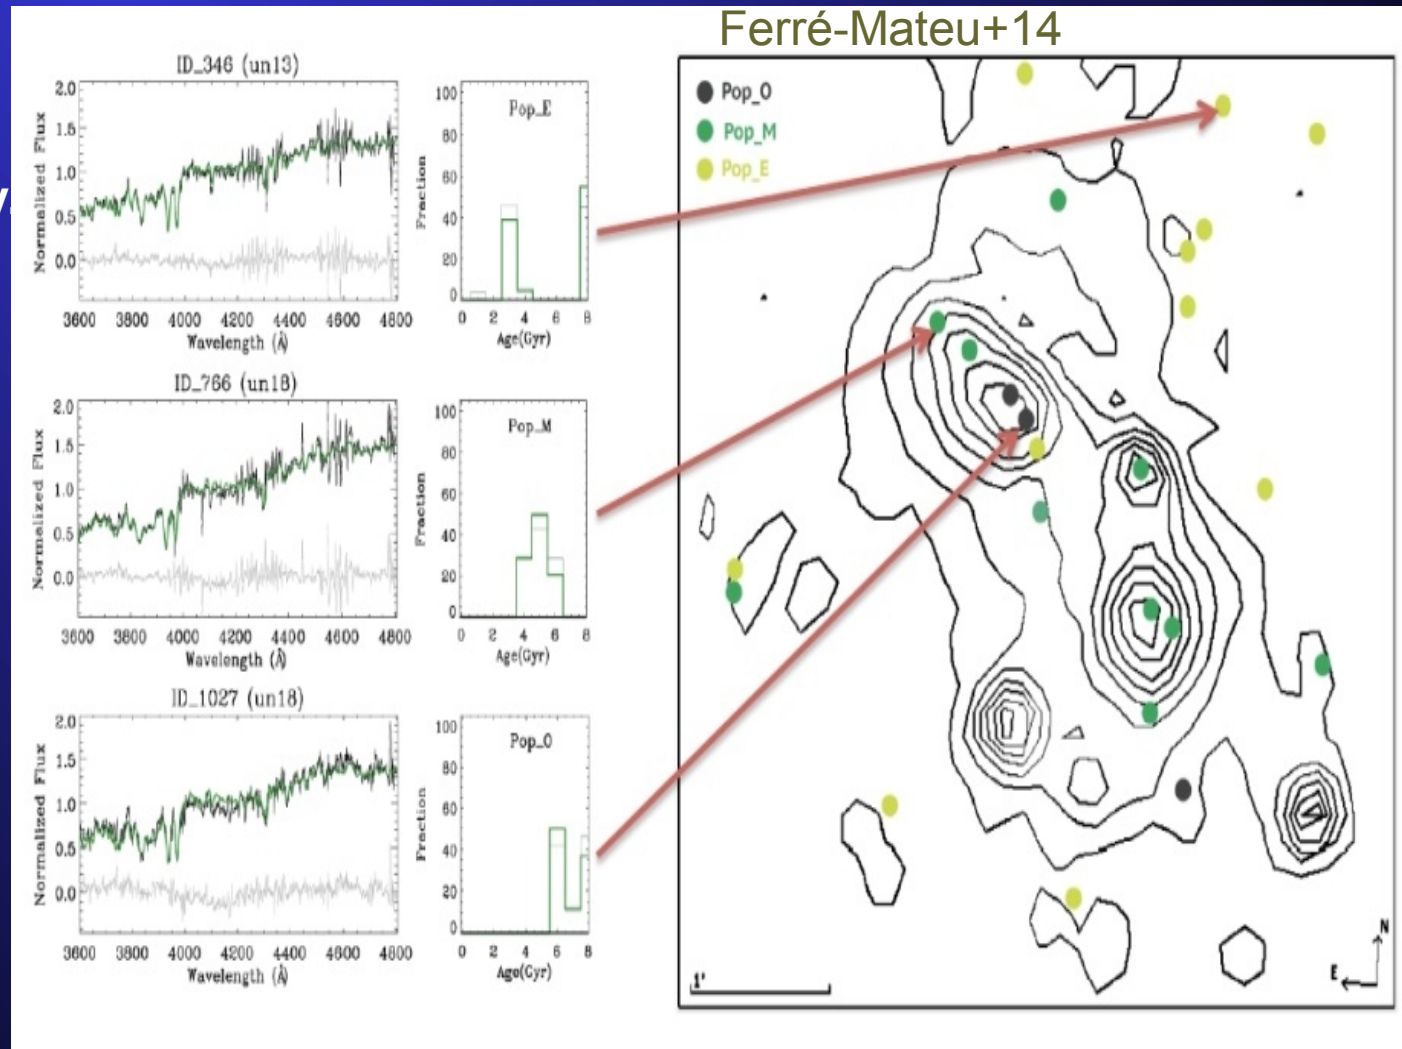 Ferré-Mateu+14
ID_346 (un13)
Pop_E
Normalized Flux
2.0
1.5
1.0
0.5
0.0
3600 3800 4000 4200 4400 4600 4800
Wavelength (Å)
Fraction
100
80
60
40
20
0
0 2 4 6 8
Age(Gyr)
ID_766 (un18)
Pop_M
Normalized Flux
2.0
1.5
1.0
0.5
0.0
3600 3800 4000 4200 4400 4600 4800
Wavelength (Å)
Fraction
100
80
60
40
20
0
0 2 4 6 8
Age(Gyr)
ID_1027 (un18)
Pop_O
Normalized Flux
2.0
1.5
1.0
0.5
0.0
3600 3800 4000 4200 4400 4600 4800
Wavelength (Å)
Fraction
100
80
60
40
20
0
0 2 4 6 8
Age(Gyr)
Pop_O
Pop_M
Pop_E
1'
N
E